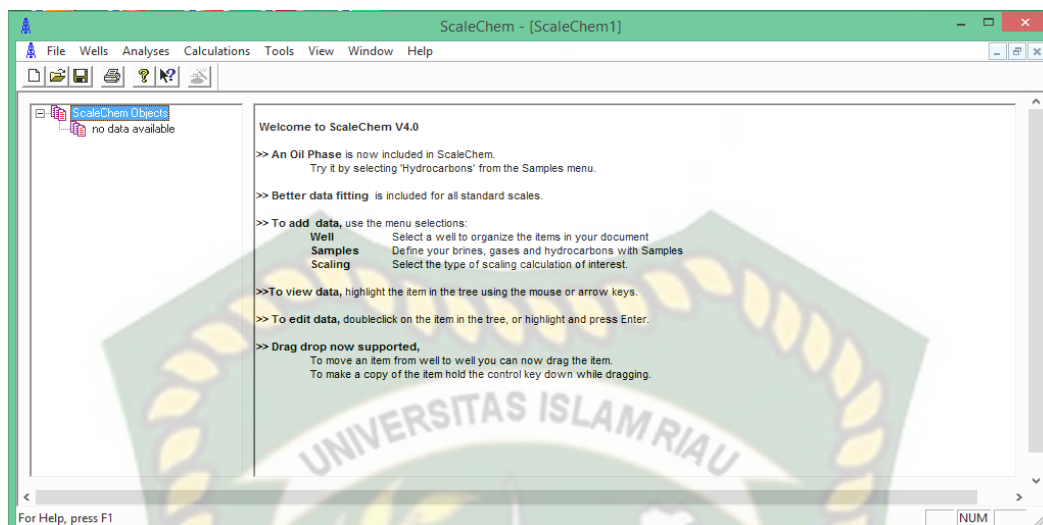 ScaleChem - [ScaleChem1]
File Wells Analyses Calculations Tools View Window Help
ScaleChem Objects
no data available
Welcome to ScaleChem V4.0
>> An Oil Phase is now included in ScaleChem.
Try it by selecting 'Hydrocarbons' from the Samples menu.
>> Better data fitting is included for all standard scales.
>> To add data, use the menu selections:
Well Select a well to organize the items in your document
Samples Define your brines, gases and hydrocarbons with Samples
Scaling Select the type of scaling calculation of interest.
>>To view data, highlight the item in the tree using the mouse or arrow keys.
>> To edit data, doubleclick on the item in the tree, or highlight and press Enter.
>> Drag drop now supported,
To move an item from well to well you can now drag the item.
To make a copy of the item hold the control key down while dragging.
UNIVERSITAS ISLAM RIAU
For Help, press F1
NUM